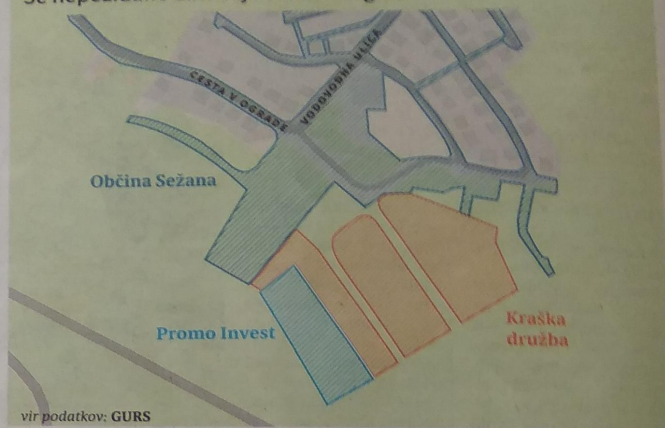 CESTA V OGRADE
VODOVODNA ULICA
Občina Sežana
Promo Invest
Kraška
družba
vir podatkov: GURS